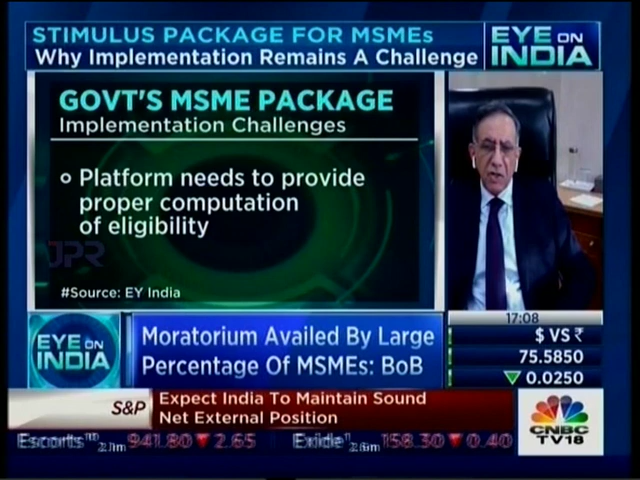 STIMULUS PACKAGE FOR MSMEs
Why Implementation Remains A Challenge
EYE ON
INDIA
GOVT'S MSME PACKAGE
Implementation Challenges
Platform needs to provide
proper computation
of eligibility
JPR
#Source: EY India
17:08
$ VS ₹
75.5850
▼ 0.0250
EYE ON
INDIA
Moratorium Availed By Large
Percentage Of MSMEs: BoB
S&P
Expect India To Maintain Sound
Net External Position
CNBC
TV18
Escorts 941.80 ▼ 2.65 Exide 158.30 ▼ 0.40